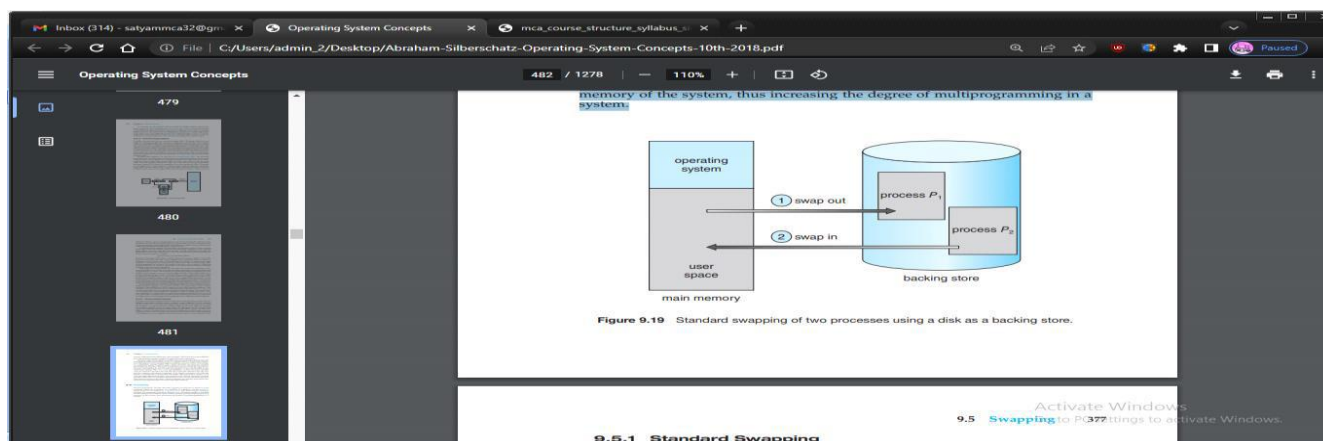 Inbox (314) - satyammca32@gm
Operating System Concepts
mca_course_structure_syllabus_s
File | C:/Users/admin_2/Desktop/Abraham-Silberschatz-Operating-System-Concepts-10th-2018.pdf
Paused
Operating System Concepts
482 / 1278
110%
479
480
481
memory of the system, thus increasing the degree of multiprogramming in a
system.
operating
system
1 swap out
process P1
2 swap in
process P2
user
space
backing store
main memory
Figure 9.19 Standard swapping of two processes using a disk as a backing store.
Activate Windows
9.5 Swapping 377
to activate Windows.
9.5.1 Standard Swapping